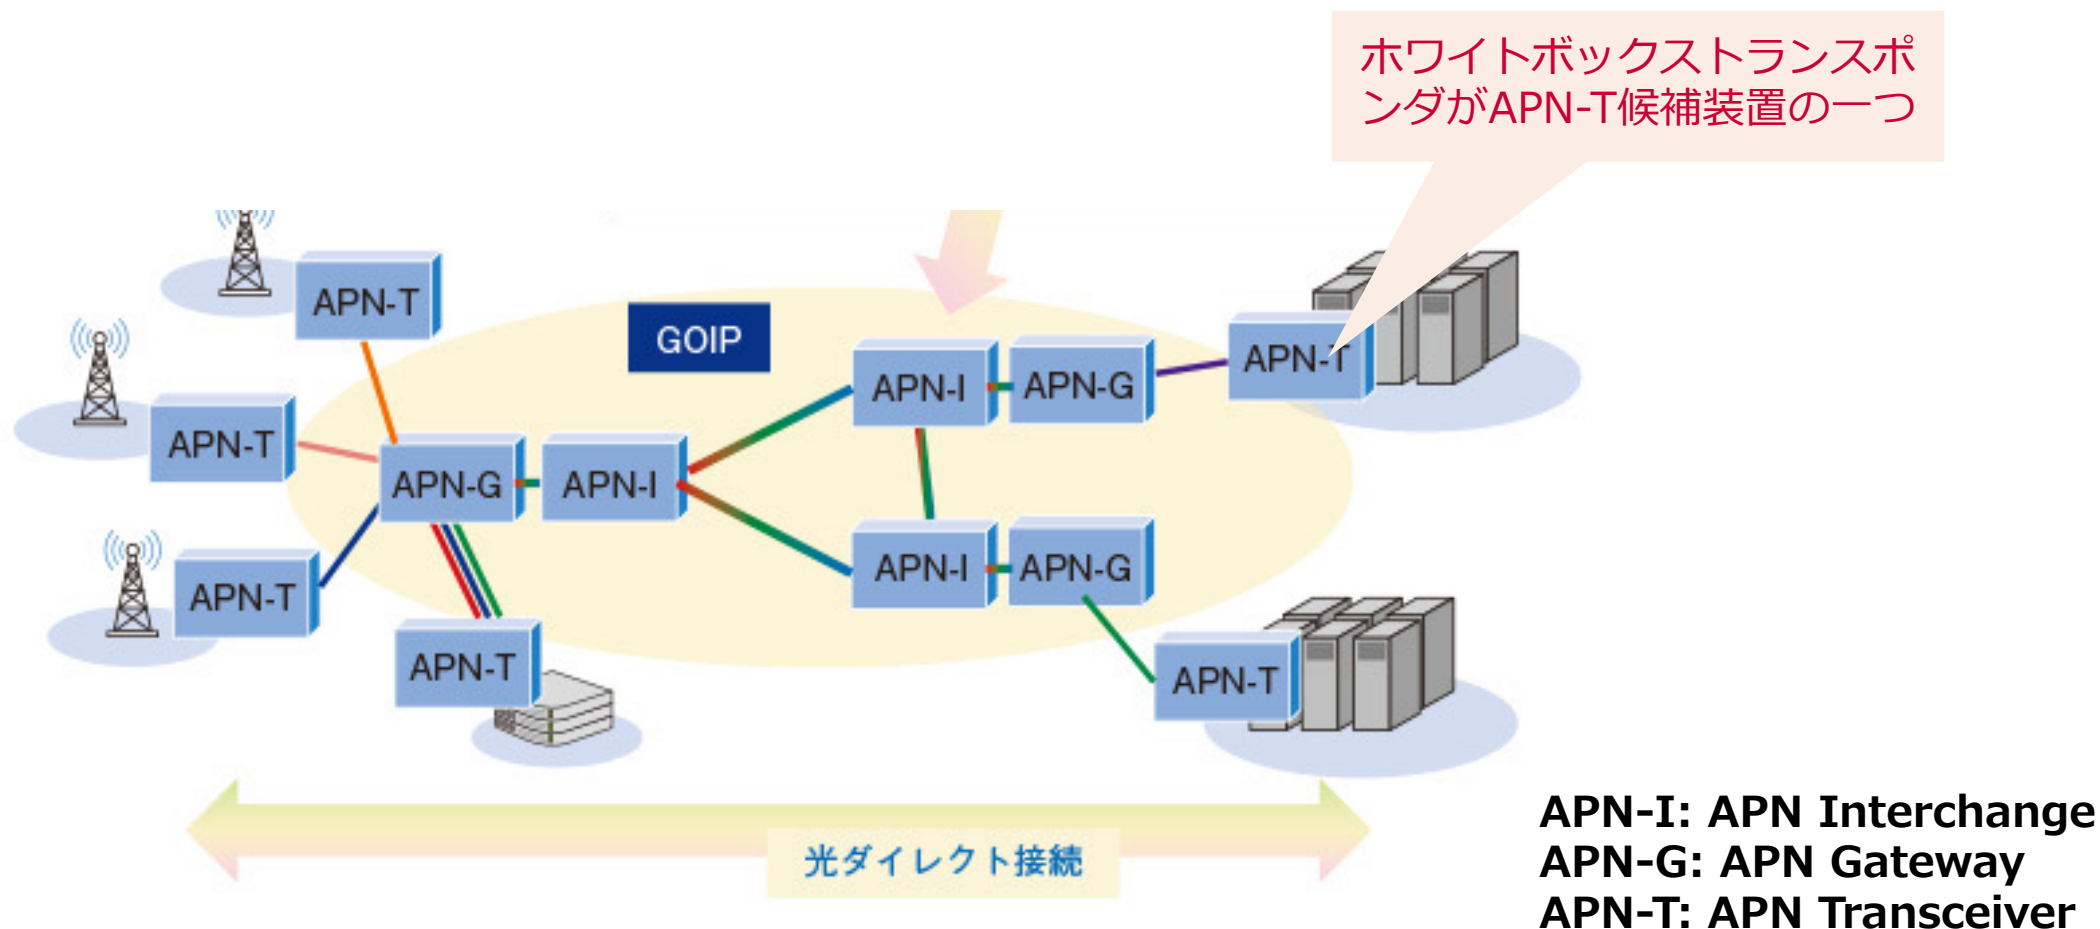 ホワイトボックストランスポ
ンダがAPN-T候補装置の一つ
APN-T
GOIP
APN-T
APN-I
APN-G
APN-T
APN-T
APN-G
APN-I
APN-I
APN-G
APN-T
APN-T
APN-T
光ダイレクト接続
APN-I: APN Interchange
APN-G: APN Gateway
APN-T: APN Transceiver